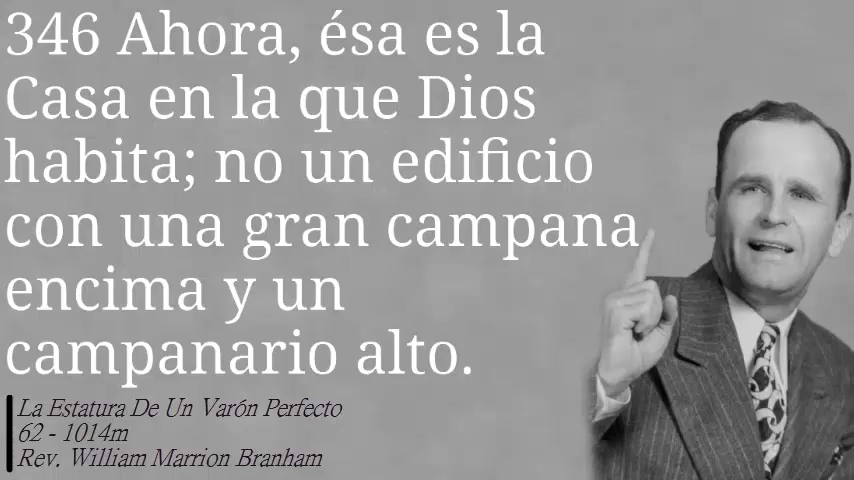 346 Ahora, ésa es la
Casa en la que Dios
habita; no un edificio
con una gran campana
encima y un
campanario alto.
La Estatura De Un Varón Perfecto
62 - 1014m
Rev. William Marrion Branham